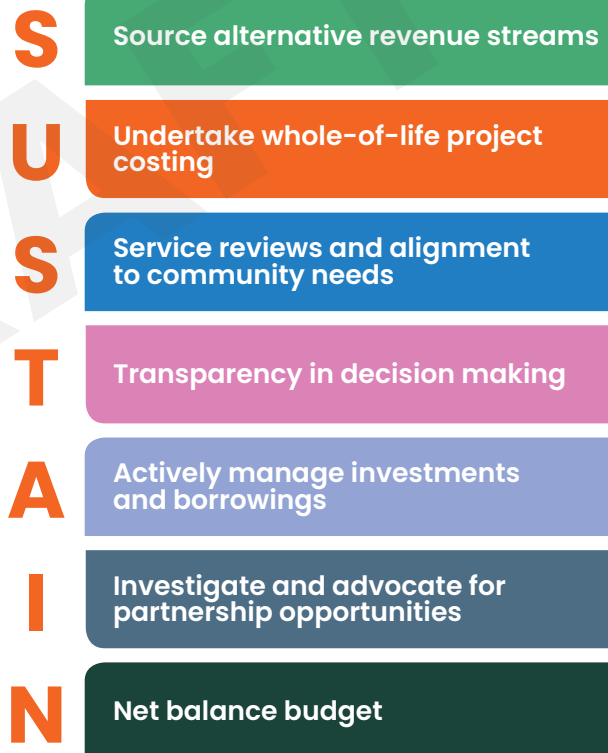 S
Source alternative revenue streams
U
Undertake whole-of-life project
costing
S
Service reviews and alignment
to community needs
T
Transparency in decision making
A
Actively manage investments
and borrowings
I
Investigate and advocate for
partnership opportunities
N
Net balance budget